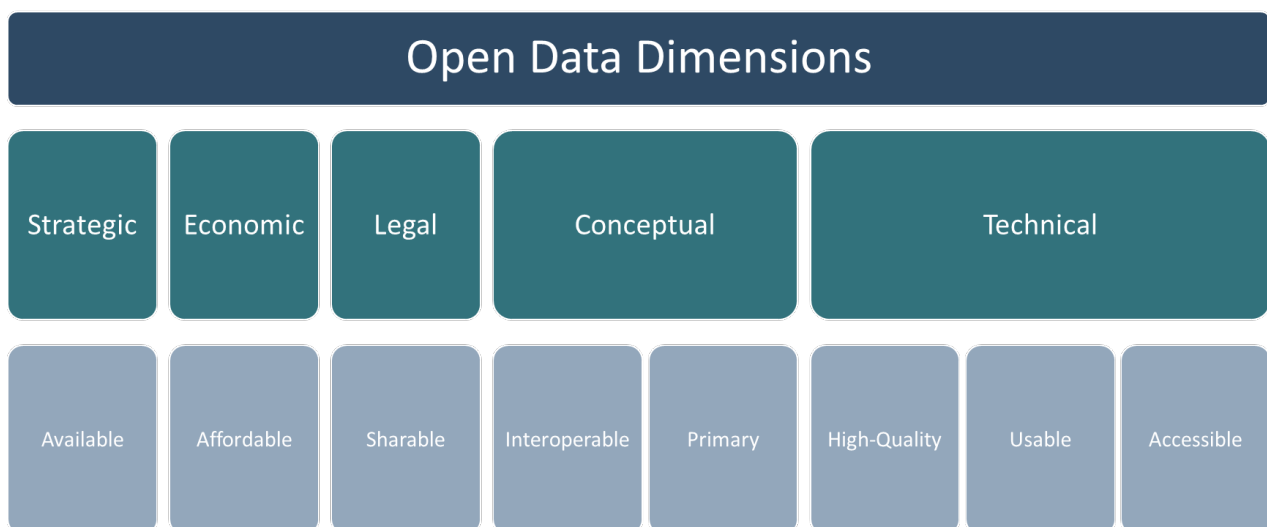 Open Data Dimensions
Strategic
Economic
Legal
Conceptual
Technical
Available
Affordable
Sharable
Interoperable
Primary
High-Quality
Usable
Accessible